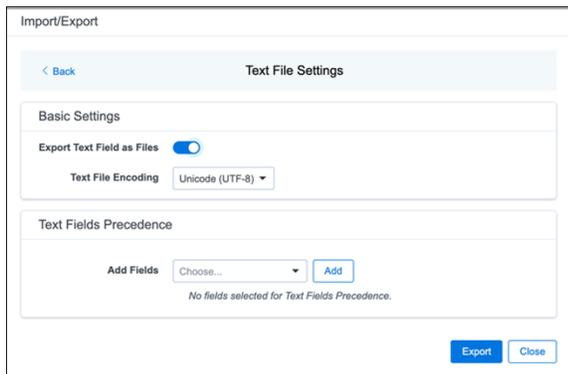 Import/Export
< Back
Text File Settings
Basic Settings
Export Text Field as Files
Text File Encoding Unicode (UTF-8)
Text Fields Precedence
Add Fields Choose... Add
No fields selected for Text Fields Precedence.
Export Close